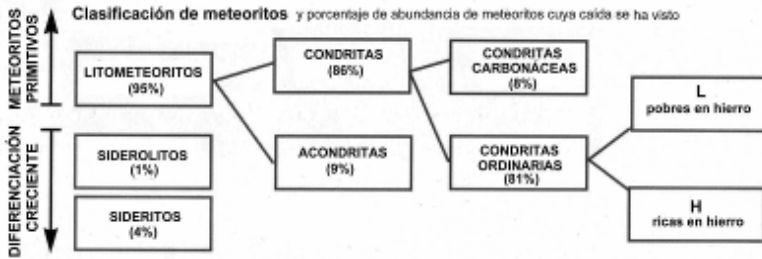 Clasificación de meteoritos y porcentaje de abundancia de meteoritos cuya caída se ha visto
METEORITOS
PRIMITIVOS
LITOMETEORITOS
(95%)
CONDRITAS
(86%)
CONDRITAS
CARBONÁCEAS
(8%)
L
pobres en hierro
DIFERENCIACIÓN
CRECIENTE
SIDEROLITOS
(1%)
ACONDRITAS
(9%)
CONDRITAS
ORDINARIAS
(81%)
SIDERITOS
(4%)
H
ricas en hierro